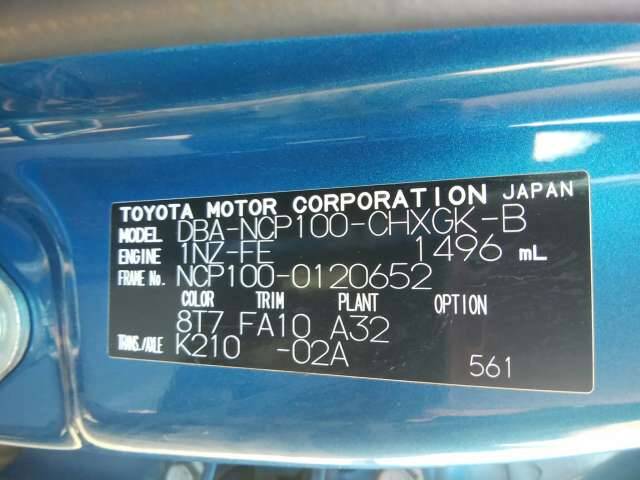 TOYOTA MOTOR CORPORATION JAPAN
MODEL DBA-NCP100-CHXGK-B
ENGINE 1NZ-FE 1496 mL
FRAME No. NCP100-0120652
COLOR TRIM PLANT OPTION
8T7 FA10 A32
TRANS./AXLE K210 -02A
561